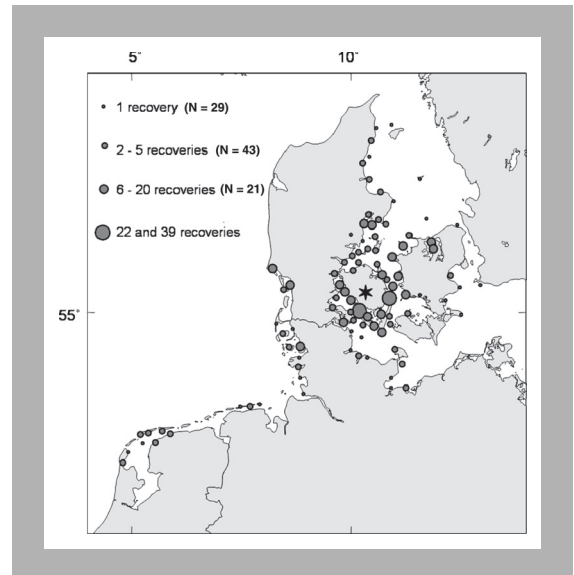 5° 10°
1 recovery (N = 29)
2 - 5 recoveries (N = 43)
6 - 20 recoveries (N = 21)
22 and 39 recoveries
55°